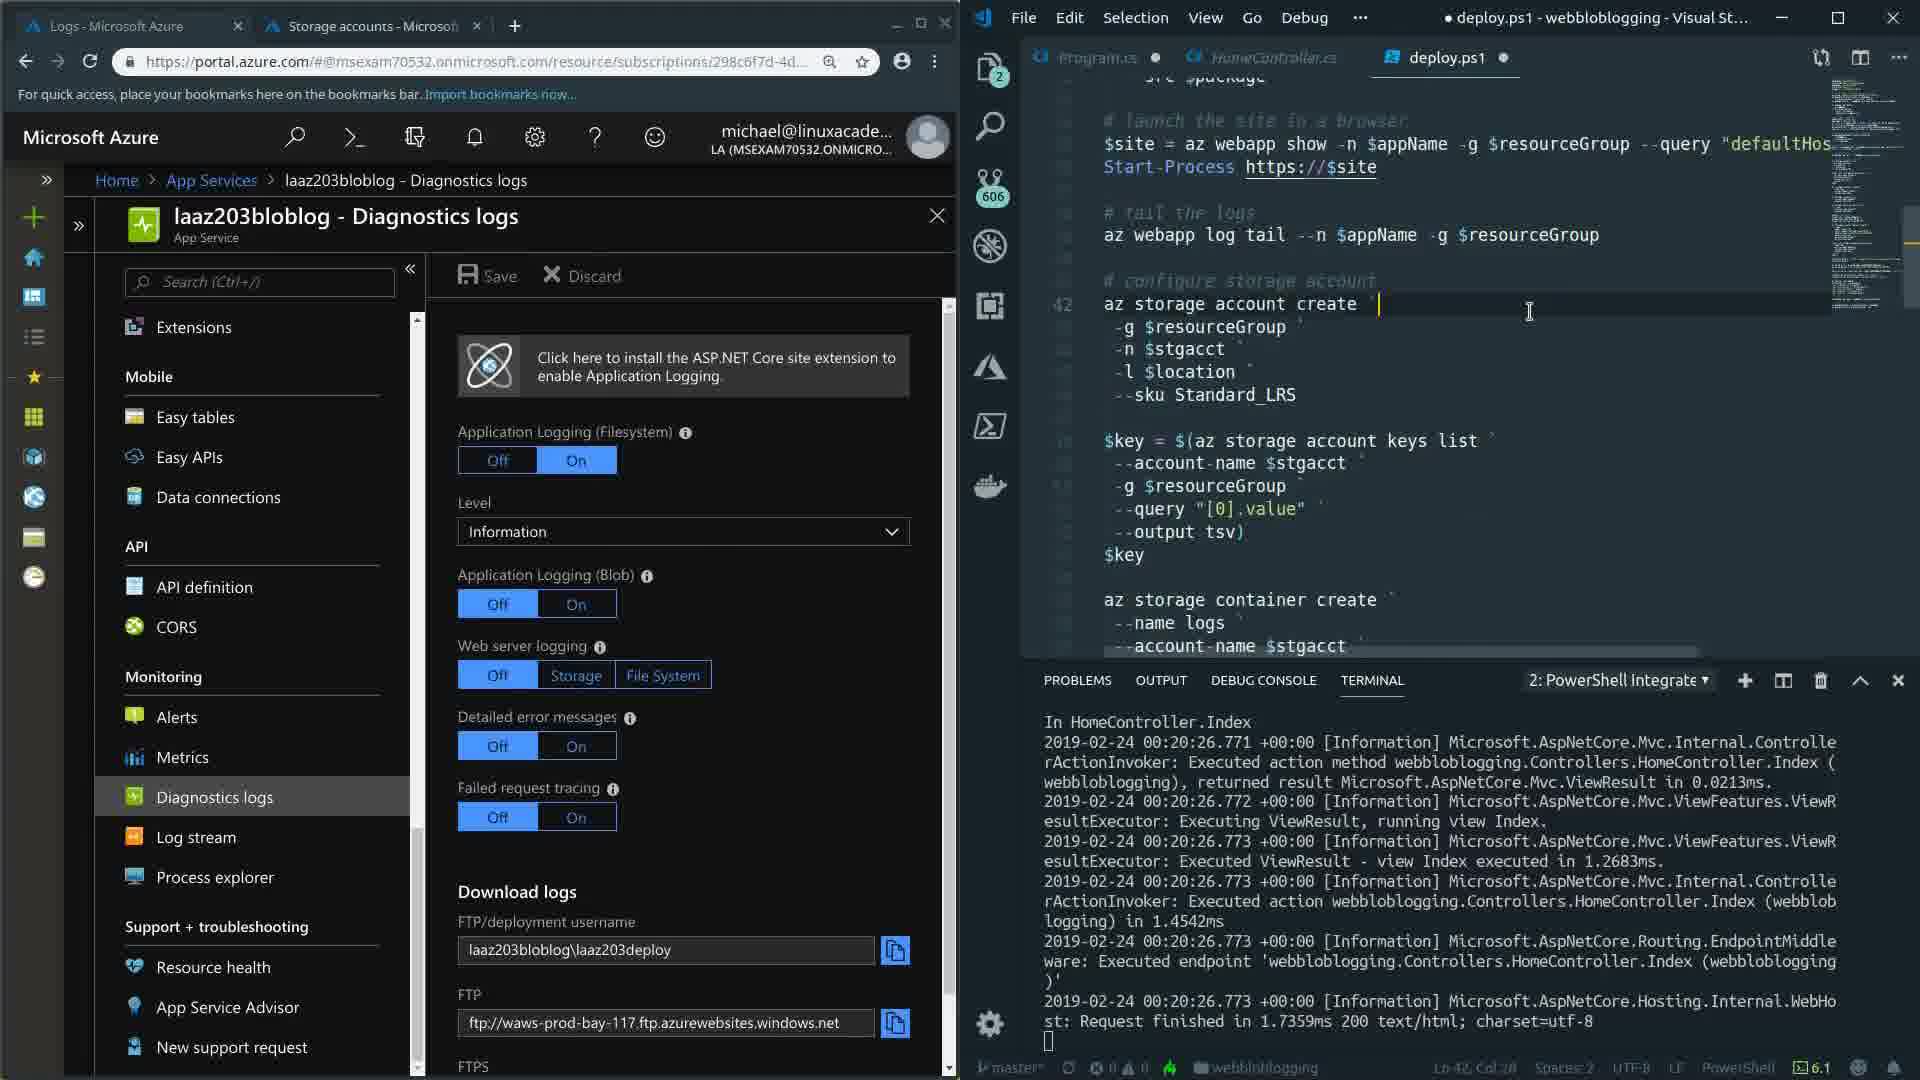 Logs - Microsoft Azure
Storage accounts - Microsoft
https://portal.azure.com/#@msexam70532.onmicrosoft.com/resource/subscriptions/298c6f7d-4d...
For quick access, place your bookmarks here on the bookmarks bar. Import bookmarks now...
Microsoft Azure
michael@linuxacade...
LA (MSEXAM70532.ONMICRO...
Home > App Services > laaz203bloblog - Diagnostics logs
laaz203bloblog - Diagnostics logs
App Service
Search (Ctrl+/)
Extensions
Mobile
Easy tables
Easy APIs
Data connections
API
API definition
CORS
Monitoring
Alerts
Metrics
Diagnostics logs
Log stream
Process explorer
Support + troubleshooting
Resource health
App Service Advisor
New support request
Save
Discard
Click here to install the ASP.NET Core site extension to
enable Application Logging.
Application Logging (Filesystem)
Off On
Level
Information
Application Logging (Blob)
Off On
Web server logging
Off Storage File System
Detailed error messages
Off On
Failed request tracing
Off On
Download logs
FTP/deployment username
laaz203bloblog\laaz203deploy
FTP
ftp://waws-prod-bay-117.ftp.azurewebsites.windows.net
FTPS
File Edit Selection View Go Debug ...
● deploy.ps1 - webbloblogging - Visual St...
Program.cs
HomeController.cs
deploy.ps1
2
606
--src $package
# launch the site in a browser
$site = az webapp show -n $appName -g $resourceGroup --query "defaultHos
Start-Process https://$site
# tail the logs
az webapp log tail --n $appName -g $resourceGroup
# configure storage account
42 az storage account create `
-g $resourceGroup `
-n $stgacct `
-l $location `
--sku Standard_LRS
$key = $(az storage account keys list `
--account-name $stgacct `
-g $resourceGroup `
--query "[0].value" `
--output tsv)
$key
az storage container create `
--name logs `
--account-name $stgacct `
PROBLEMS OUTPUT DEBUG CONSOLE TERMINAL
2: PowerShell Integrate
In HomeController.Index
2019-02-24 00:20:26.771 +00:00 [Information] Microsoft.AspNetCore.Mvc.Internal.Controlle
rActionInvoker: Executed action method webbloblogging.Controllers.HomeController.Index (
webbloblogging), returned result Microsoft.AspNetCore.Mvc.ViewResult in 0.0213ms.
2019-02-24 00:20:26.772 +00:00 [Information] Microsoft.AspNetCore.Mvc.ViewFeatures.ViewR
esultExecutor: Executing ViewResult, running view Index.
2019-02-24 00:20:26.773 +00:00 [Information] Microsoft.AspNetCore.Mvc.ViewFeatures.ViewR
esultExecutor: Executed ViewResult - view Index executed in 1.2683ms.
2019-02-24 00:20:26.773 +00:00 [Information] Microsoft.AspNetCore.Mvc.Internal.Controlle
rActionInvoker: Executed action webbloblogging.Controllers.HomeController.Index (webblob
logging) in 1.4542ms
2019-02-24 00:20:26.773 +00:00 [Information] Microsoft.AspNetCore.Routing.EndpointMiddle
ware: Executed endpoint 'webbloblogging.Controllers.HomeController.Index (webbloblogging
)'
2019-02-24 00:20:26.773 +00:00 [Information] Microsoft.AspNetCore.Hosting.Internal.WebHo
st: Request finished in 1.7359ms 200 text/html; charset=utf-8
master* 0 0 webbloblogging Ln 42, Col 28 Spaces: 2 UTF-8 LF PowerShell 6.1